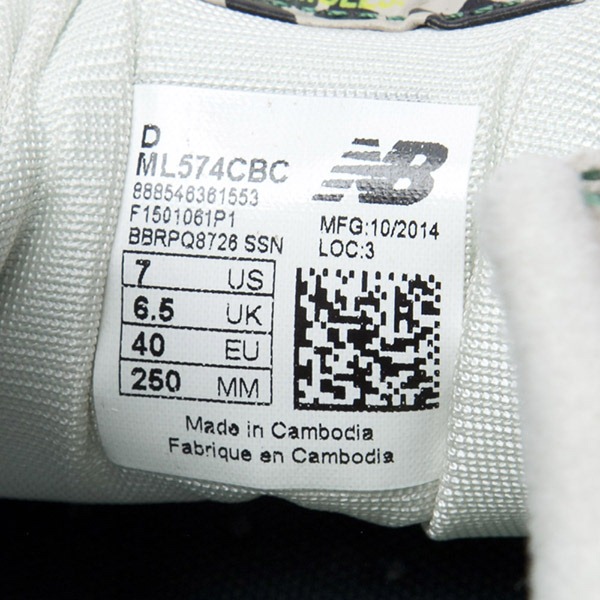 D
ML574CBC
888546361553
F1501061P1
BBRPQ8726 SSN
NB
MFG:10/2014
LOC:3
7 US
6.5 UK
40 EU
250 MM
Made in Cambodia
Fabrique en Cambodia